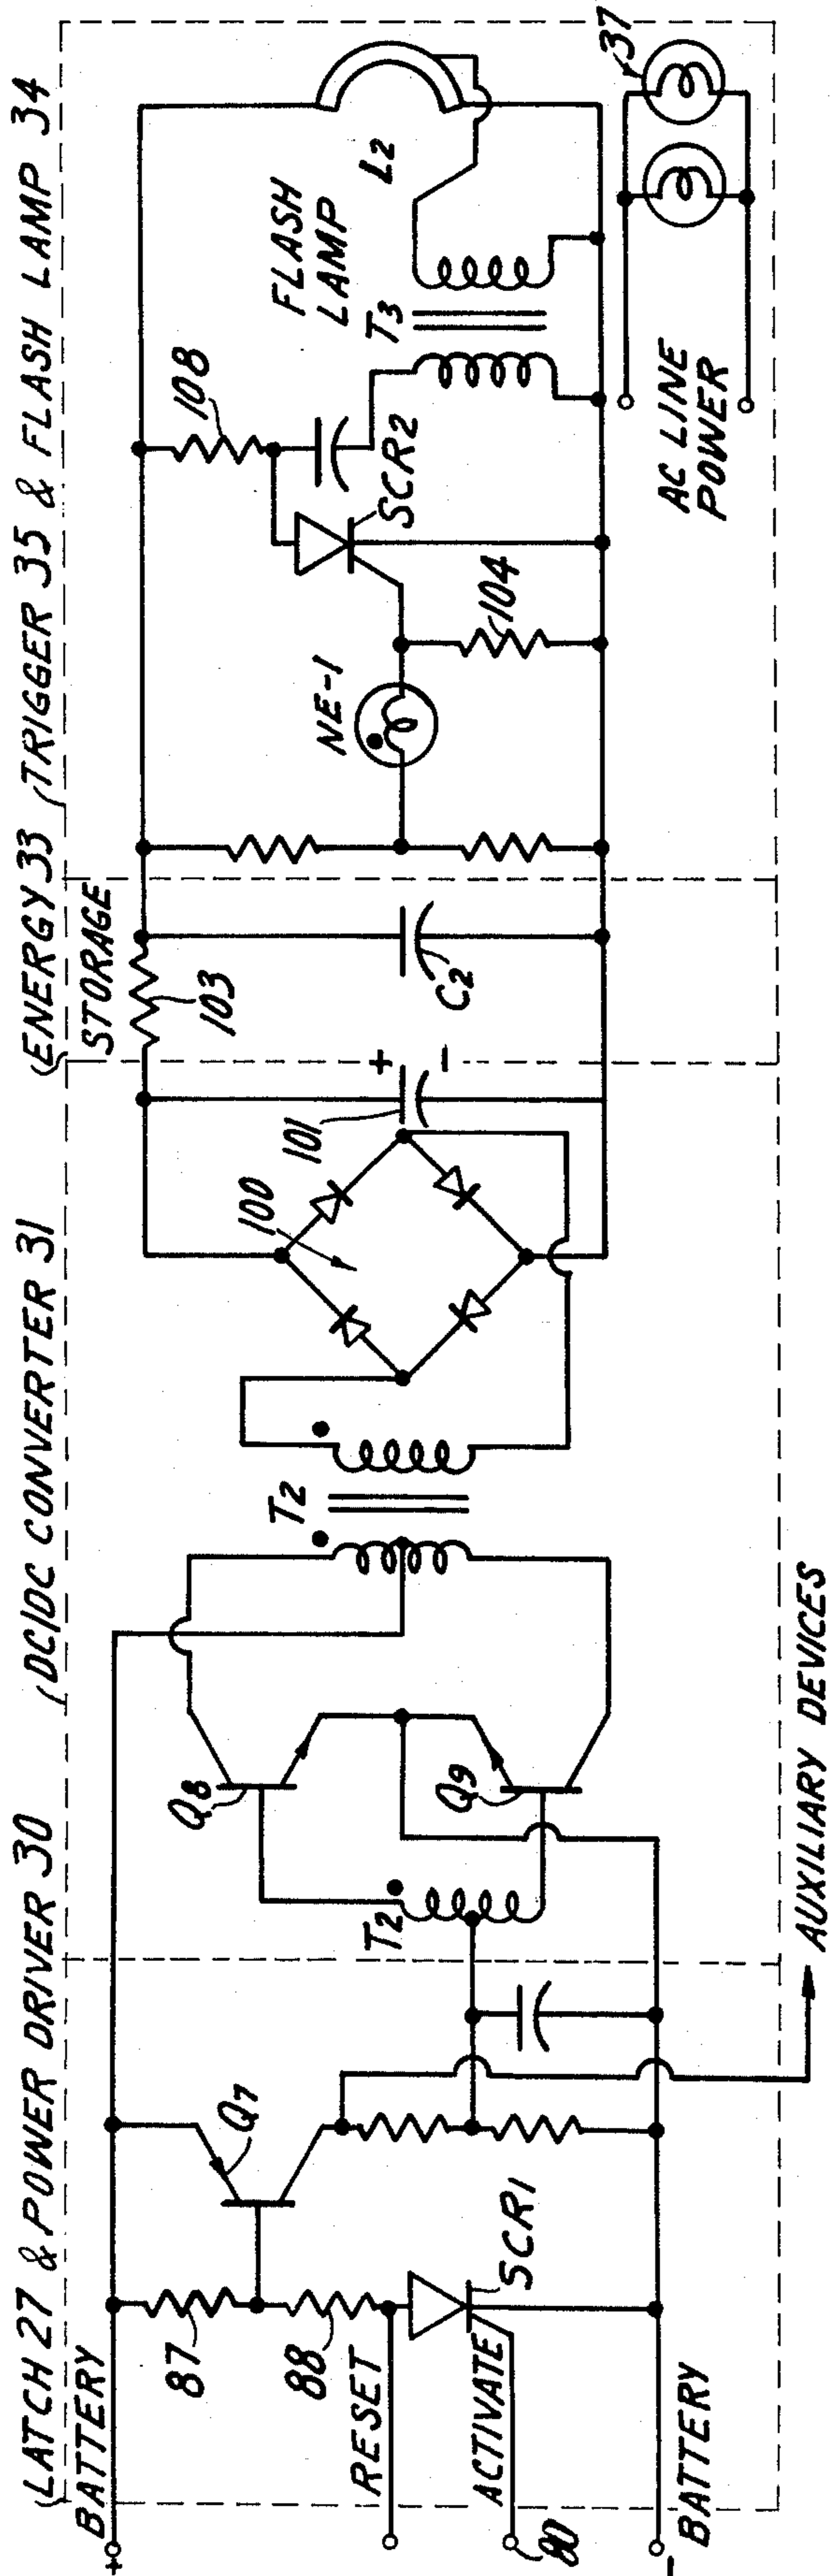 LATCH 27 & POWER DRIVER 30
DC/DC CONVERTER 31
ENERGY 33
STORAGE
TRIGGER 35 & FLASH LAMP 34
+
BATTERY
87
88
RESET
ACTIVATE
80
SCR1
Q7
-
BATTERY
AUXILIARY DEVICES
T2
Q8
Q9
T2
100
101
+
-
103
C2
NE-1
104
108
SCR2
T3
FLASH
LAMP
L2
AC LINE
POWER
37